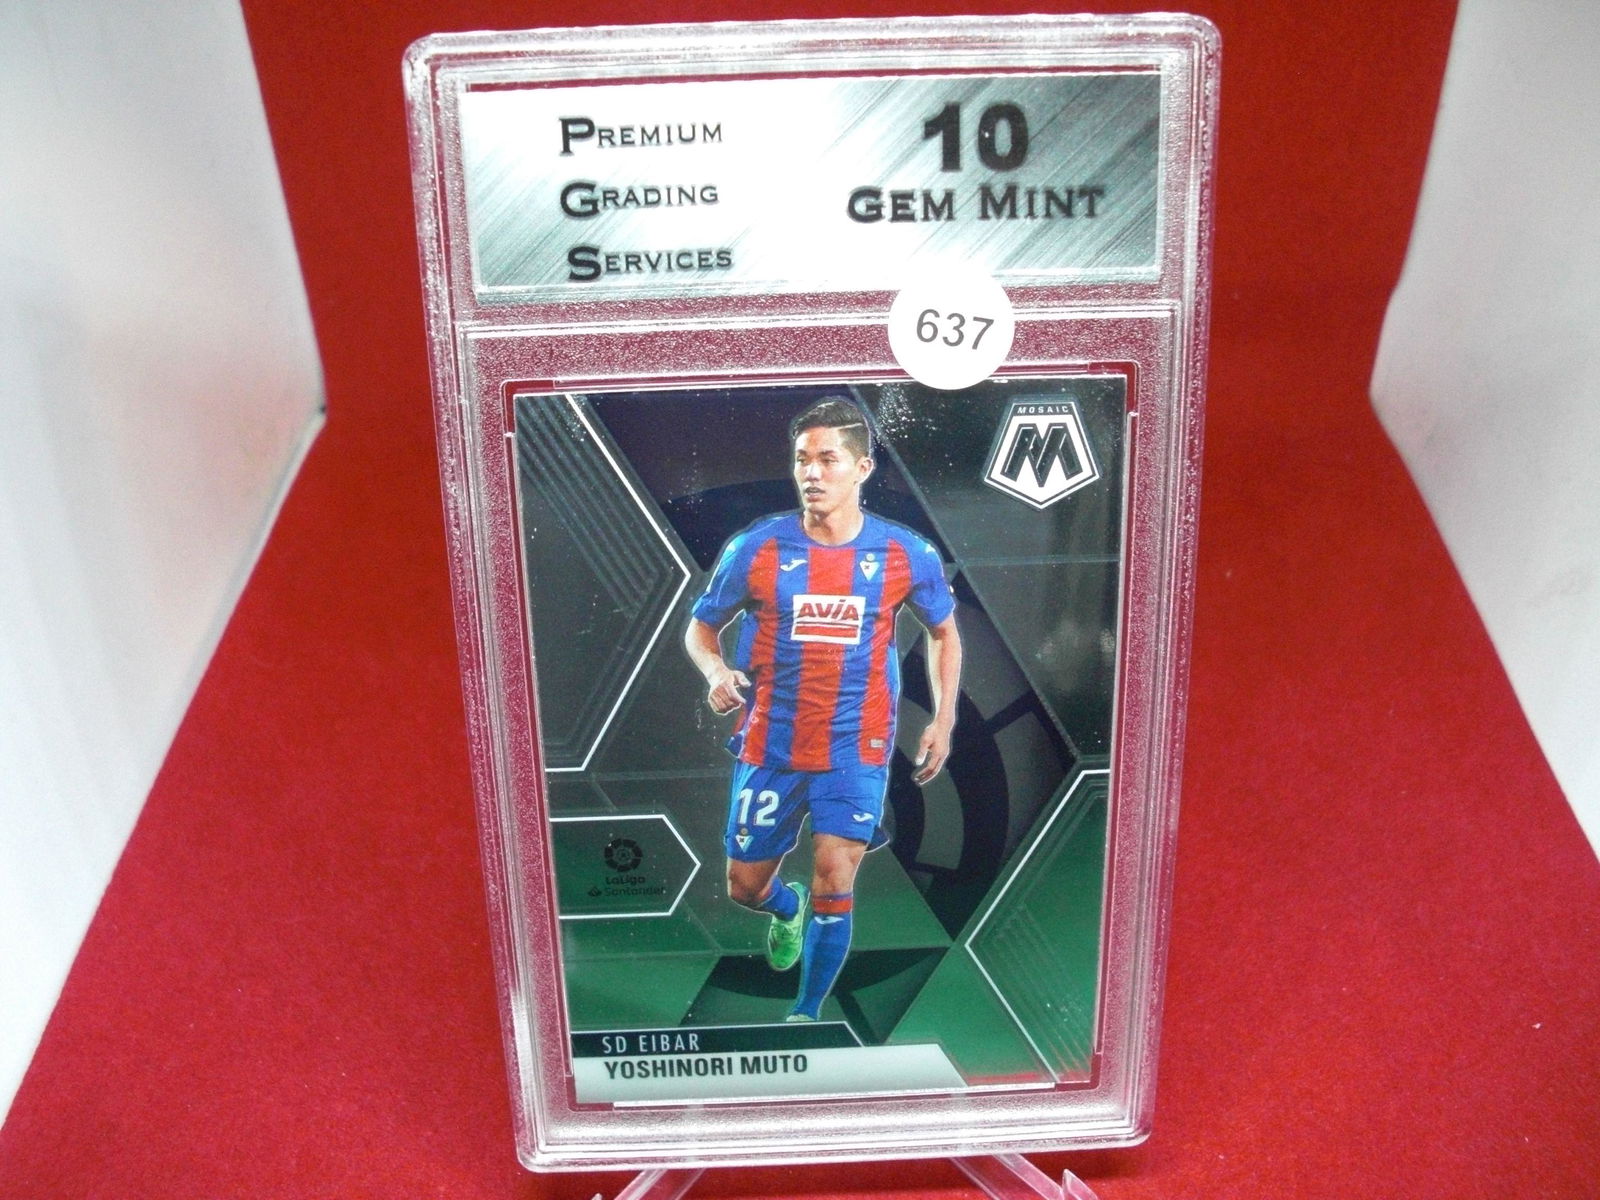 PREMIUM
GRADING
SERVICES
10
GEM MINT
637
MOSAIC
M
AVIA
12
LaLiga
Santander
SD EIBAR
YOSHINORI MUTO